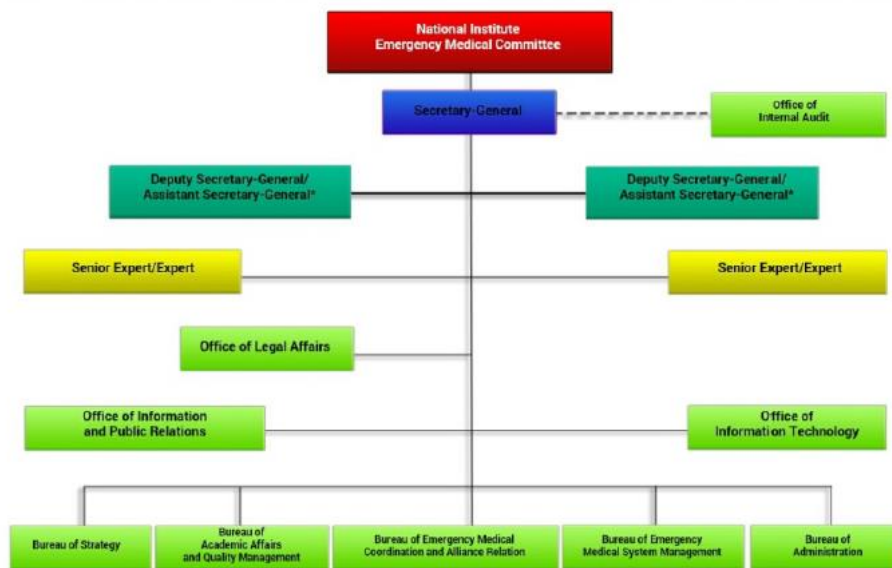 National Institute
Emergency Medical Committee
Secretary-General
Office of
Internal Audit
Deputy Secretary-General/
Assistant Secretary-General*
Deputy Secretary-General/
Assistant Secretary-General*
Senior Expert/Expert
Senior Expert/Expert
Office of Legal Affairs
Office of Information
and Public Relations
Office of
Information Technology
Bureau of Strategy
Bureau of
Academic Affairs
and Quality Management
Bureau of Emergency Medical
Coordination and Alliance Relation
Bureau of Emergency
Medical System Management
Bureau of
Administration